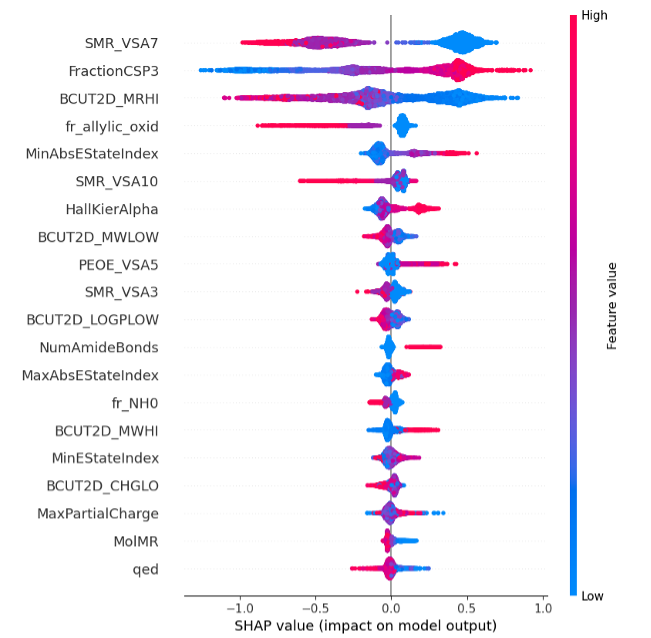 High
SMR_VSA7
FractionCSP3
BCUT2D_MRHI
fr_allylic_oxid
MinAbsEStateIndex
SMR_VSA10
HallKierAlpha
BCUT2D_MWLOW
PEOE_VSA5
SMR_VSA3
BCUT2D_LOGPLOW
NumAmideBonds
MaxAbsEStateIndex
fr_NH0
BCUT2D_MWHI
MinEStateIndex
BCUT2D_CHGLO
MaxPartialCharge
MolMR
qed
Feature value
Low
−1.0 −0.5 0.0 0.5 1.0
SHAP value (impact on model output)